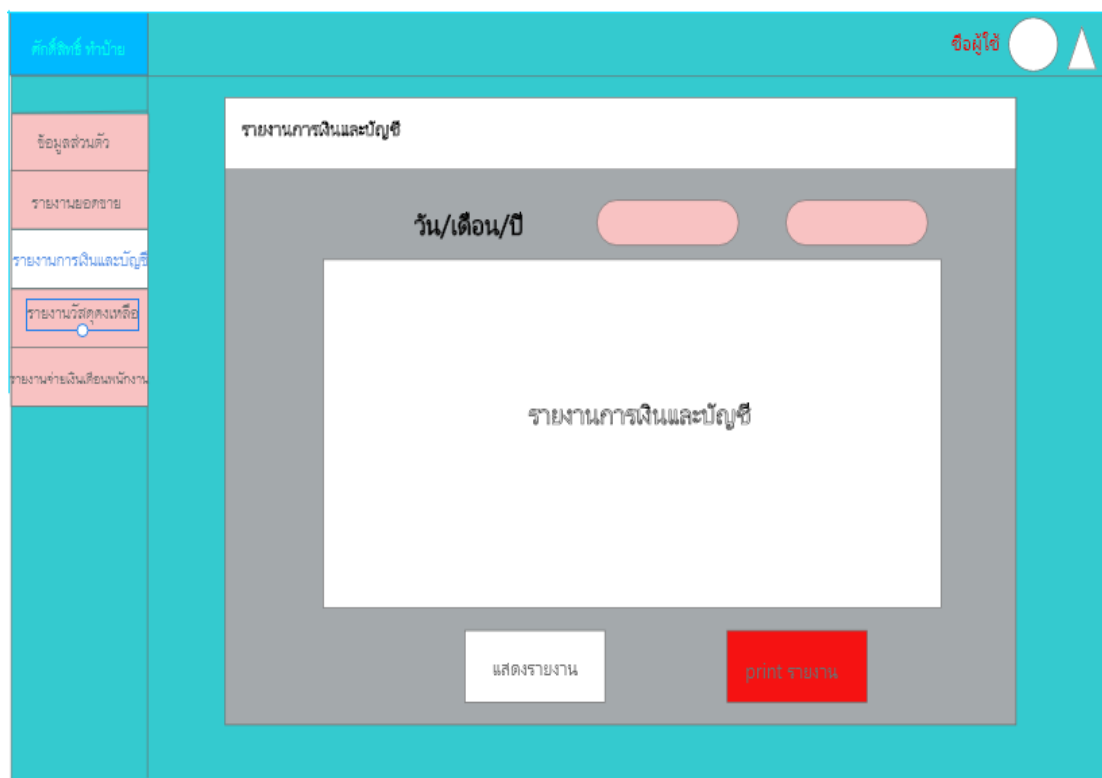 ศักดิ์สิทธิ์ ทำป้าย
ชื่อผู้ใช้
ข้อมูลส่วนตัว
รายงานยอดขาย
รายงานการเงินและบัญชี
รายงานวัสดุคงเหลือ
รายงานจ่ายเงินเดือนพนักงาน
รายงานการเงินและบัญชี
วัน/เดือน/ปี
รายงานการเงินและบัญชี
แสดงรายงาน
print รายงาน